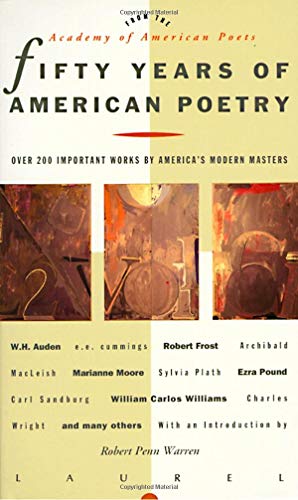 FROM THE
Academy of American Poets
FIFTY YEARS OF
AMERICAN POETRY
OVER 200 IMPORTANT WORKS BY AMERICA'S MODERN MASTERS
W.H. Auden e.e. cummings Robert Frost Archibald
MacLeish Marianne Moore Sylvia Plath Ezra Pound
Carl Sandburg William Carlos Williams Charles
Wright and many others With an Introduction by
Robert Penn Warren
LAUREL